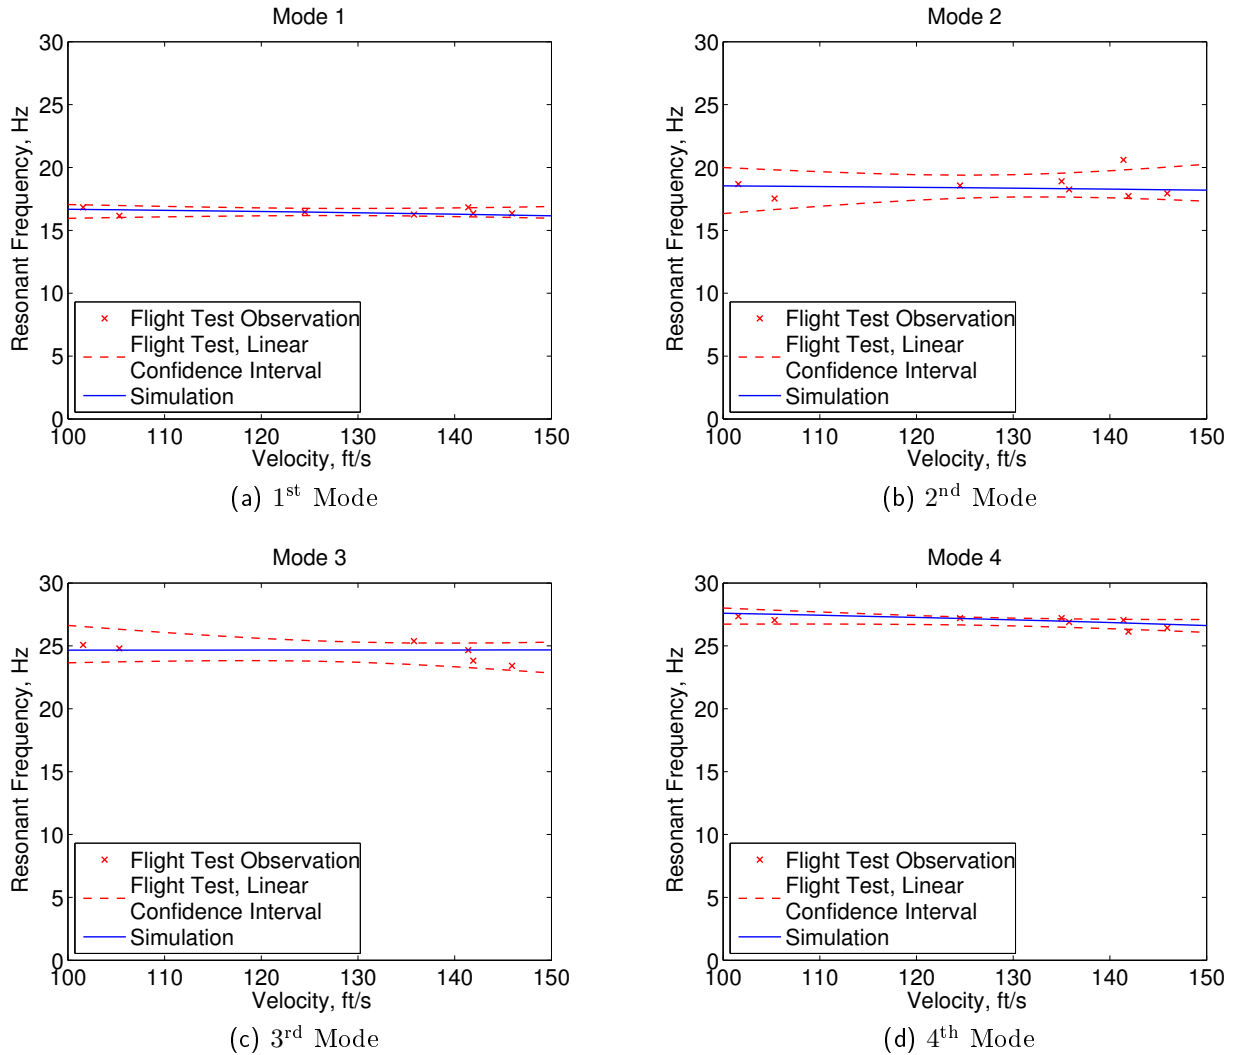 Mode 1
Resonant Frequency, Hz
30
25
20
15
10
5
0
Flight Test Observation
Flight Test, Linear
Confidence Interval
Simulation
100 110 120 130 140 150
Velocity, ft/s
(a) 1st Mode
Mode 2
Resonant Frequency, Hz
30
25
20
15
10
5
0
Flight Test Observation
Flight Test, Linear
Confidence Interval
Simulation
100 110 120 130 140 150
Velocity, ft/s
(b) 2nd Mode
Mode 3
Resonant Frequency, Hz
30
25
20
15
10
5
0
Flight Test Observation
Flight Test, Linear
Confidence Interval
Simulation
100 110 120 130 140 150
Velocity, ft/s
(c) 3rd Mode
Mode 4
Resonant Frequency, Hz
30
25
20
15
10
5
0
Flight Test Observation
Flight Test, Linear
Confidence Interval
Simulation
100 110 120 130 140 150
Velocity, ft/s
(d) 4th Mode